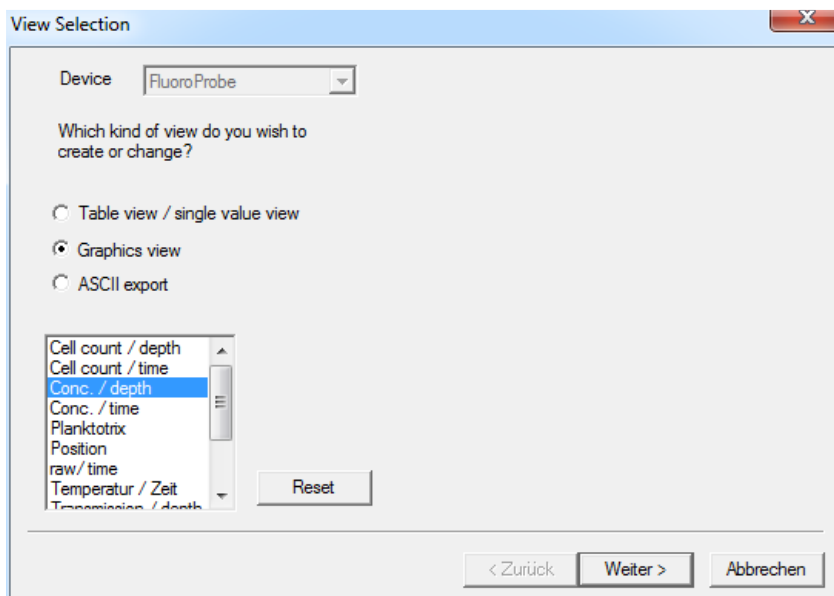 View Selection
X
Device FluoroProbe
Which kind of view do you wish to
create or change?
Table view / single value view
Graphics view
ASCII export
Cell count / depth
Cell count / time
Conc. / depth
Conc. / time
Planktotrix
Position
raw/ time
Temperatur / Zeit
Transmission / depth
Reset
< Zurück Weiter > Abbrechen